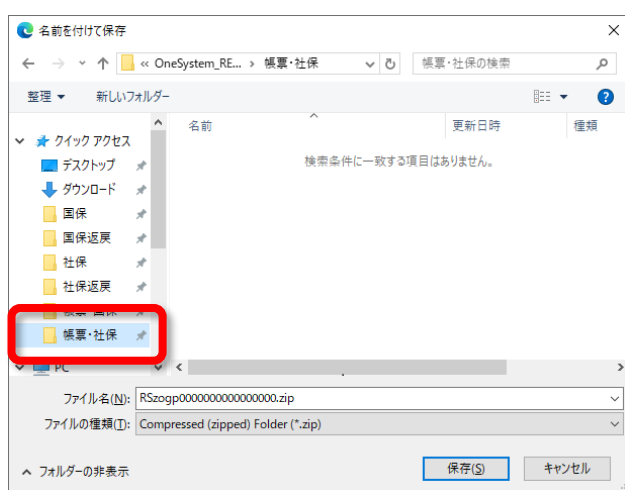 名前を付けて保存
« OneSystem_RE... › 帳票・社保
帳票・社保の検索
整理 ▼ 新しいフォルダー
名前 更新日時 種類
クイック アクセス
検索条件に一致する項目はありません。
デスクトップ
ダウンロード
国保
国保返戻
社保
社保返戻
帳票・国保
帳票・社保
PC
ファイル名(N): RSzogp0000000000000000.zip
ファイルの種類(T): Compressed (zipped) Folder (*.zip)
フォルダーの非表示
保存(S) キャンセル